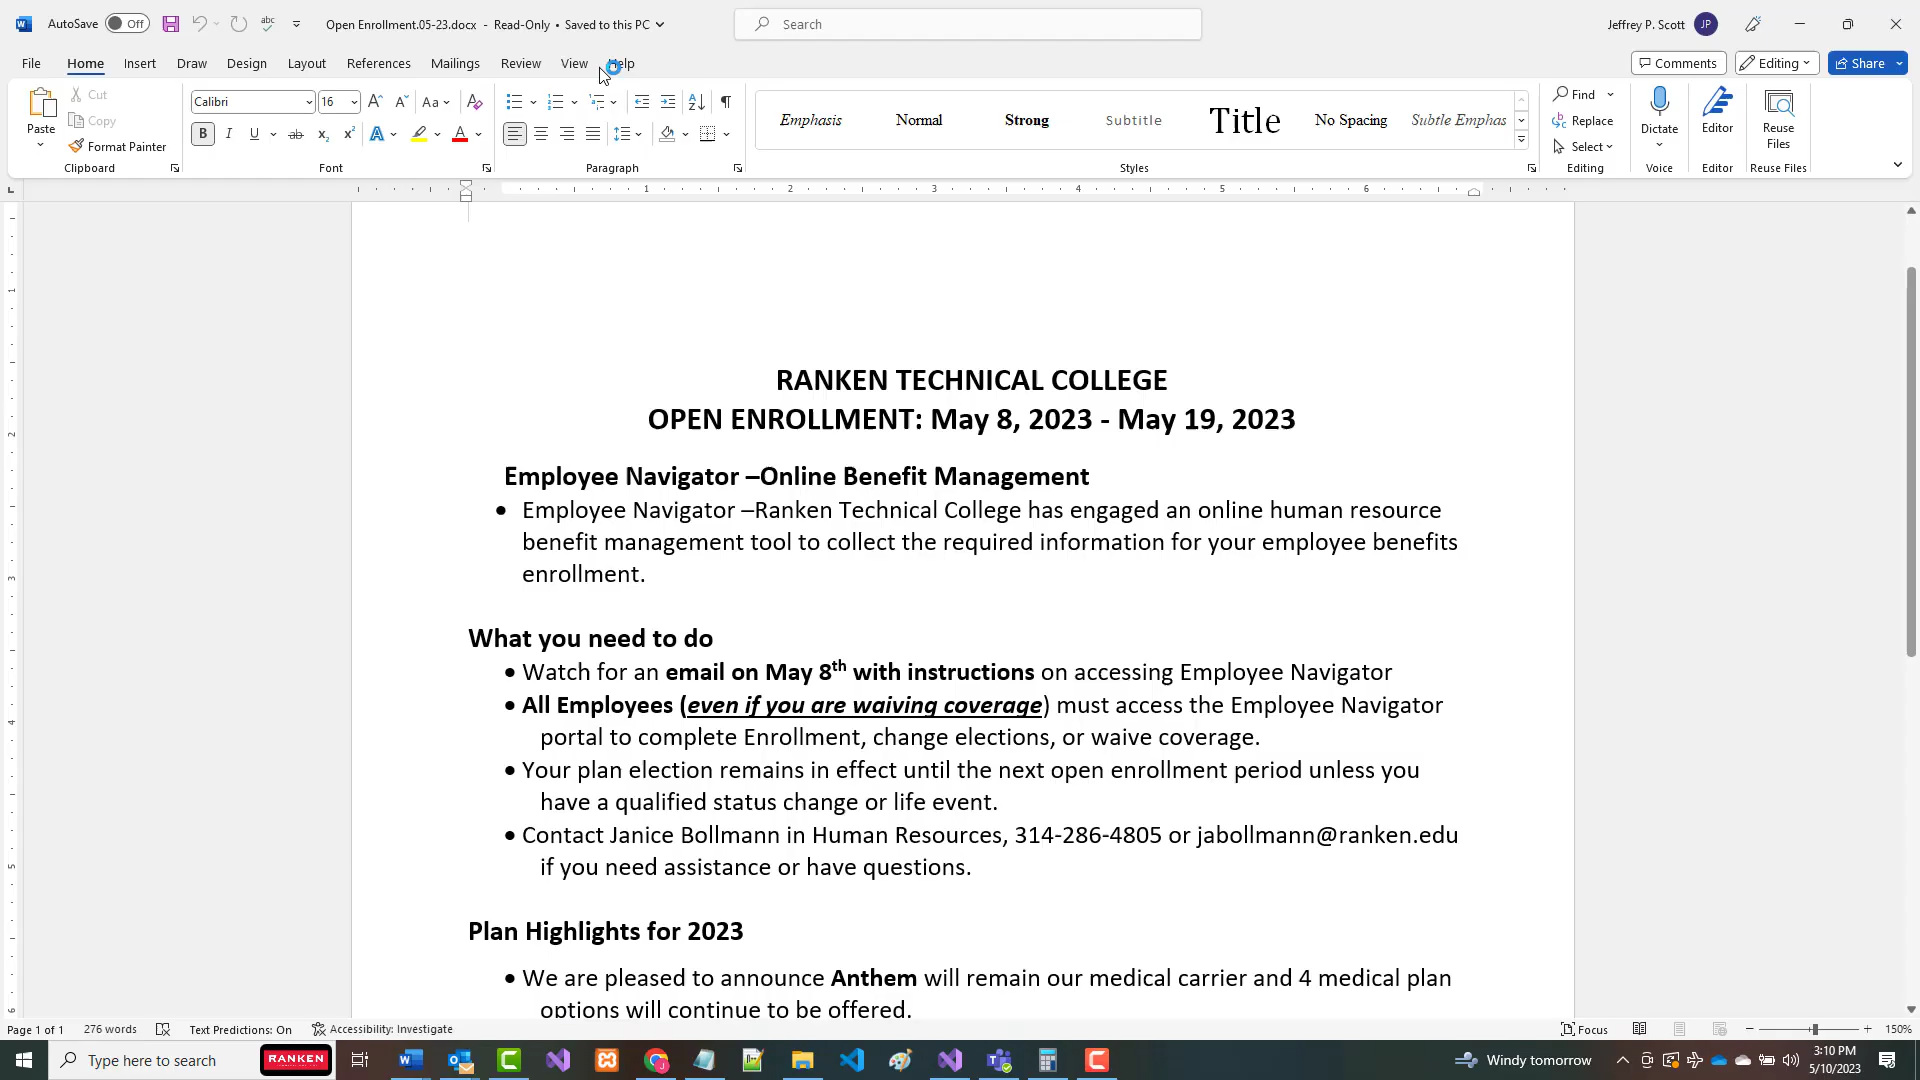 AutoSave Off Open Enrollment.05-23.docx - Read-Only • Saved to this PC Search Jeffrey P. Scott JP
File Home Insert Draw Design Layout References Mailings Review View Help Comments Editing Share
Paste Cut Copy Format Painter Clipboard
Calibri 16 Aa Font
Paragraph
Emphasis Normal Strong Subtitle Title No Spacing Subtle Emphas Styles
Find Replace Select Editing
Dictate Voice
Editor Editor
Reuse Files Reuse Files
1 2 3 4 5 6
RANKEN TECHNICAL COLLEGE
OPEN ENROLLMENT: May 8, 2023 - May 19, 2023
Employee Navigator –Online Benefit Management
• Employee Navigator –Ranken Technical College has engaged an online human resource
benefit management tool to collect the required information for your employee benefits
enrollment.
What you need to do
• Watch for an email on May 8th with instructions on accessing Employee Navigator
• All Employees (even if you are waiving coverage) must access the Employee Navigator
portal to complete Enrollment, change elections, or waive coverage.
• Your plan election remains in effect until the next open enrollment period unless you
have a qualified status change or life event.
• Contact Janice Bollmann in Human Resources, 314-286-4805 or jabollmann@ranken.edu
if you need assistance or have questions.
Plan Highlights for 2023
• We are pleased to announce Anthem will remain our medical carrier and 4 medical plan
options will continue to be offered.
Page 1 of 1 276 words Text Predictions: On Accessibility: Investigate Focus 150%
Type here to search RANKEN Windy tomorrow 3:10 PM
5/10/2023